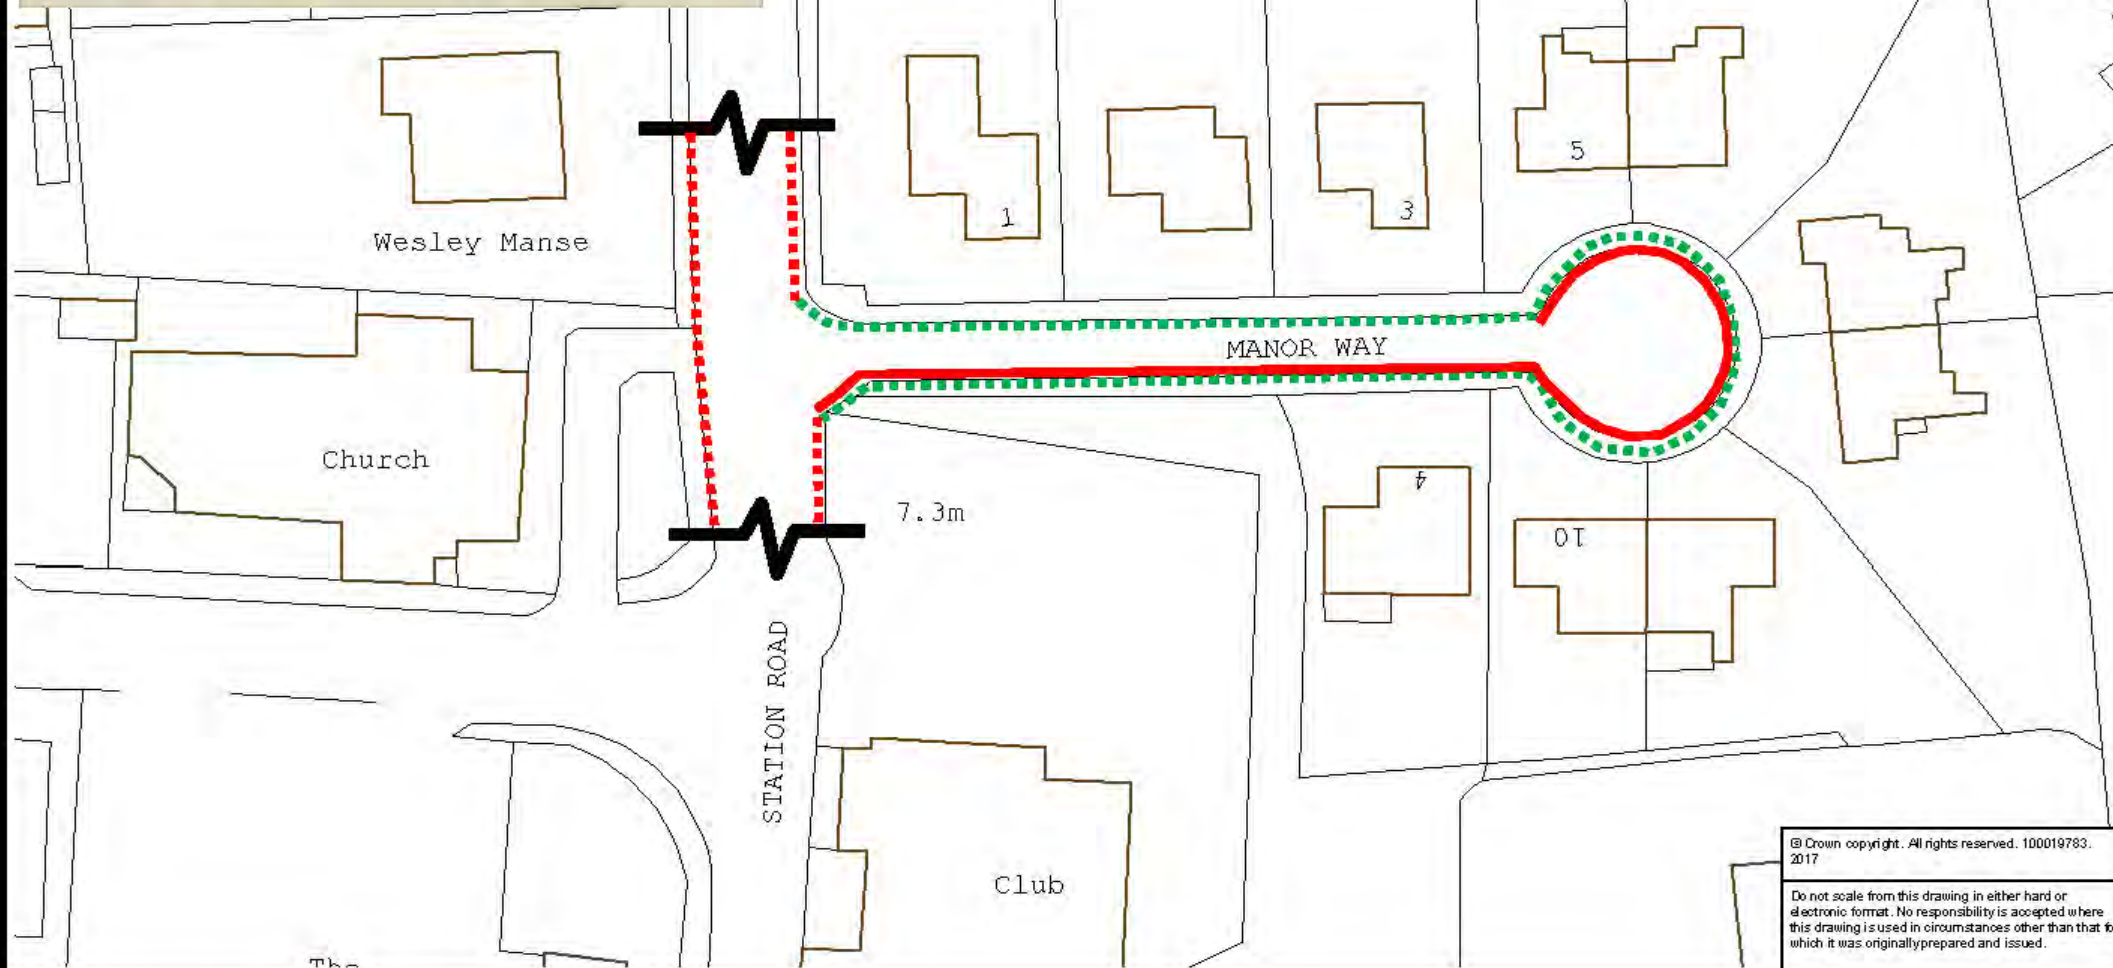 5
1
3
Wesley Manse
MANOR WAY
Church
4
7.3m
10
STATION ROAD
Club
© Crown copyright. All rights reserved. 100019783.
2017
Do not scale from this drawing in either hard or
electronic format. No responsibility is accepted where
this drawing is used in circumstances other than that
which it was originally prepared and issued.